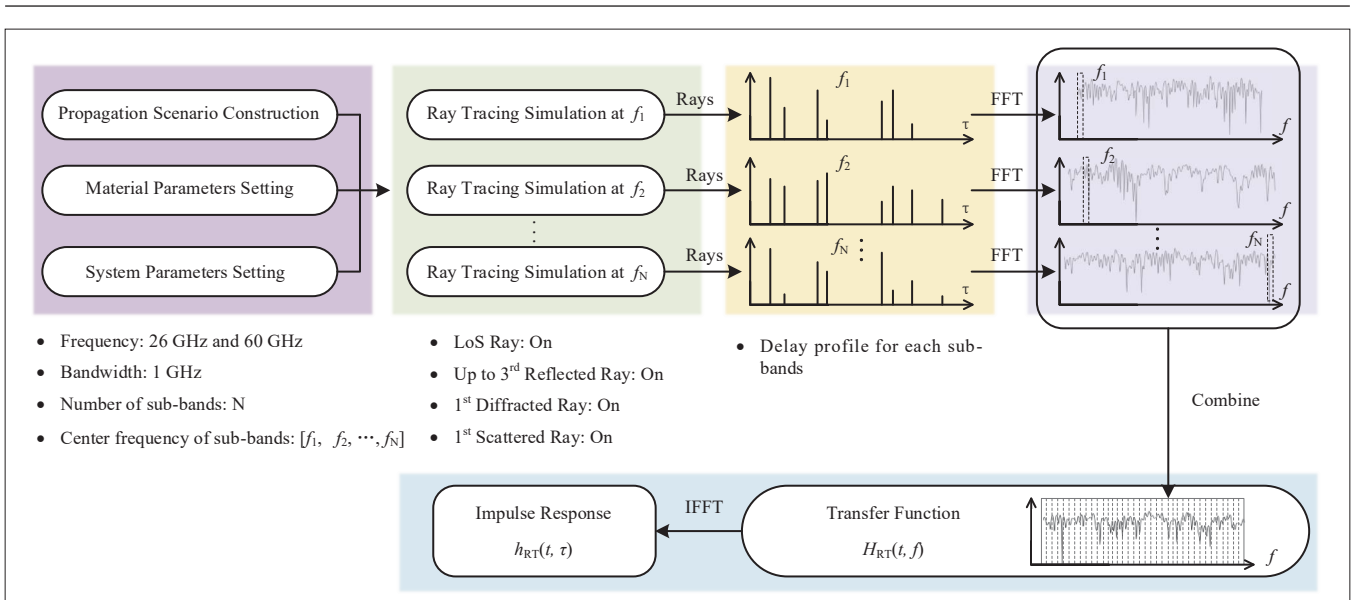 Propagation Scenario Construction
Material Parameters Setting
System Parameters Setting
Ray Tracing Simulation at f1
Ray Tracing Simulation at f2
⋮
Ray Tracing Simulation at fN
Rays
Rays
Rays
f1
τ
f2
τ
fN ⋮
τ
FFT
FFT
FFT
f1
f
f2
f
⋮
fN
f
• Frequency: 26 GHz and 60 GHz
• Bandwidth: 1 GHz
• Number of sub-bands: N
• Center frequency of sub-bands: [f1, f2, ⋯, fN]
• LoS Ray: On
• Up to 3rd Reflected Ray: On
• 1st Diffracted Ray: On
• 1st Scattered Ray: On
• Delay profile for each sub-
bands
Combine
Impulse Response
hRT(t, τ)
IFFT
Transfer Function
HRT(t, f)
f